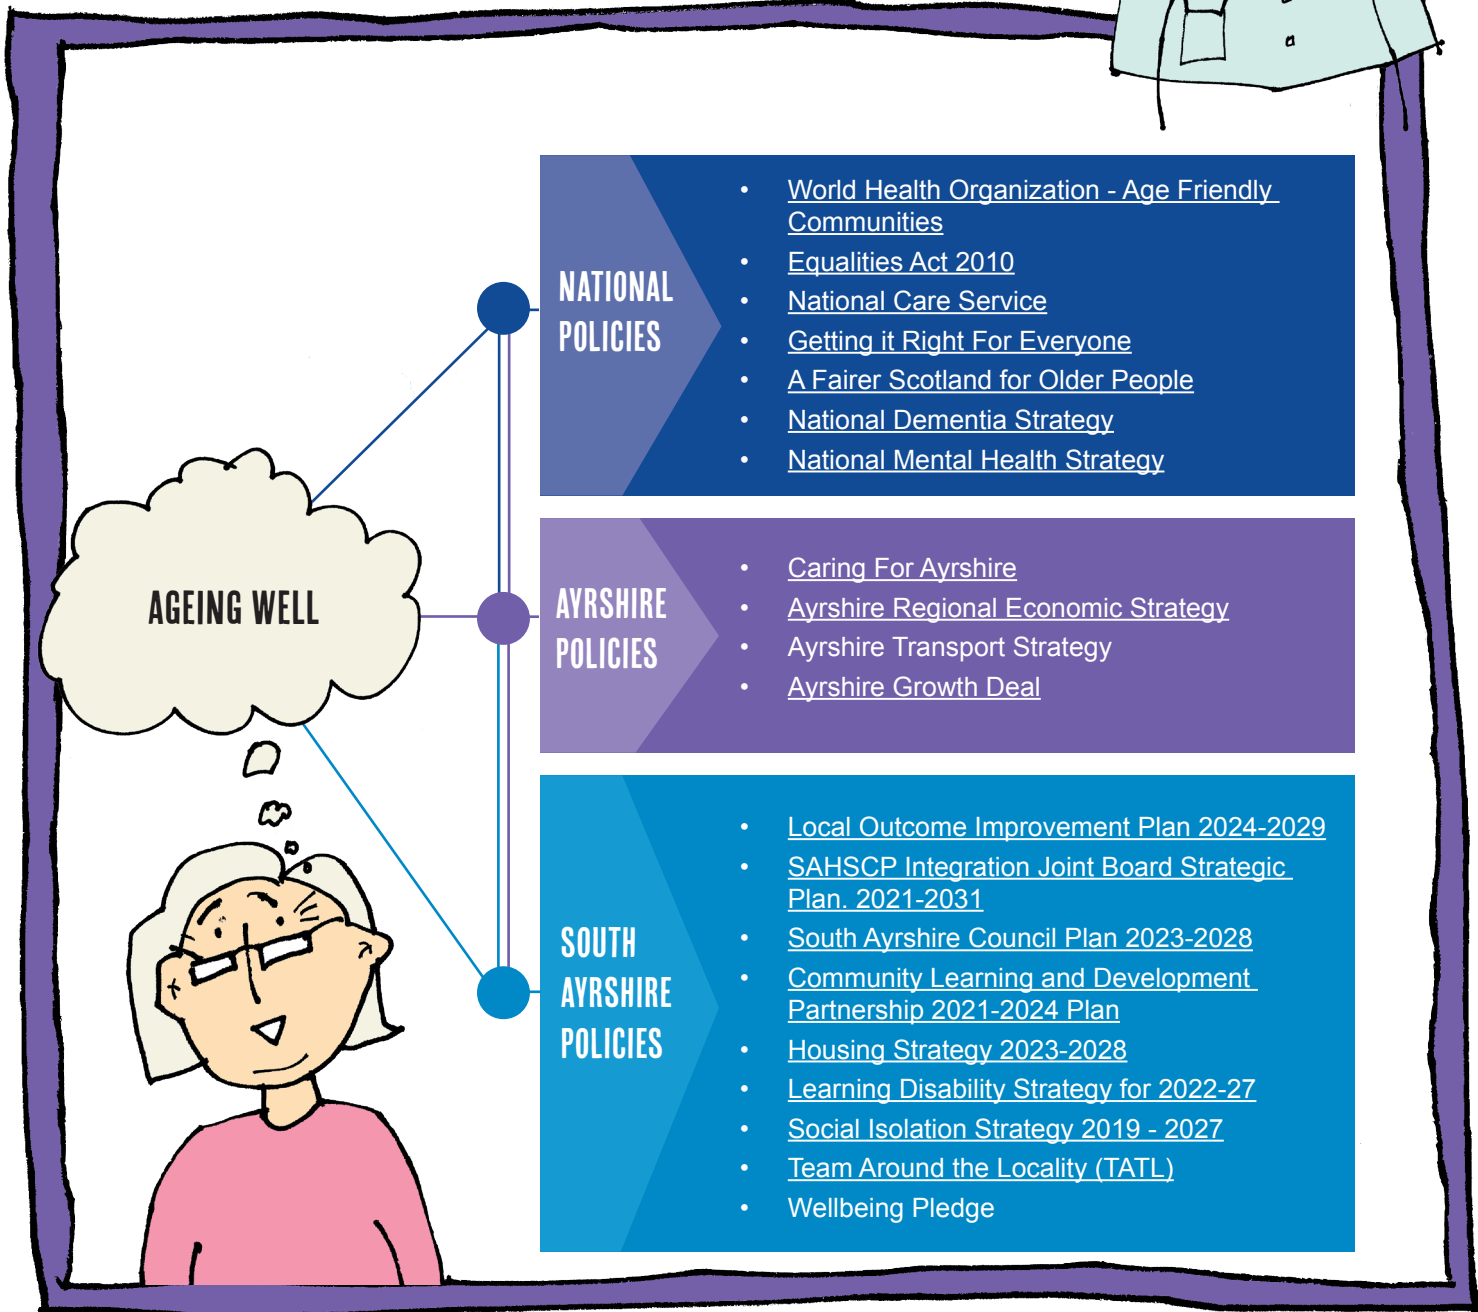 NATIONAL
POLICIES
• World Health Organization - Age Friendly
Communities
• Equalities Act 2010
• National Care Service
• Getting it Right For Everyone
• A Fairer Scotland for Older People
• National Dementia Strategy
• National Mental Health Strategy
AGEING WELL
AYRSHIRE
POLICIES
• Caring For Ayrshire
• Ayrshire Regional Economic Strategy
• Ayrshire Transport Strategy
• Ayrshire Growth Deal
SOUTH
AYRSHIRE
POLICIES
• Local Outcome Improvement Plan 2024-2029
• SAHSCP Integration Joint Board Strategic
Plan. 2021-2031
• South Ayrshire Council Plan 2023-2028
• Community Learning and Development
Partnership 2021-2024 Plan
• Housing Strategy 2023-2028
• Learning Disability Strategy for 2022-27
• Social Isolation Strategy 2019 - 2027
• Team Around the Locality (TATL)
• Wellbeing Pledge